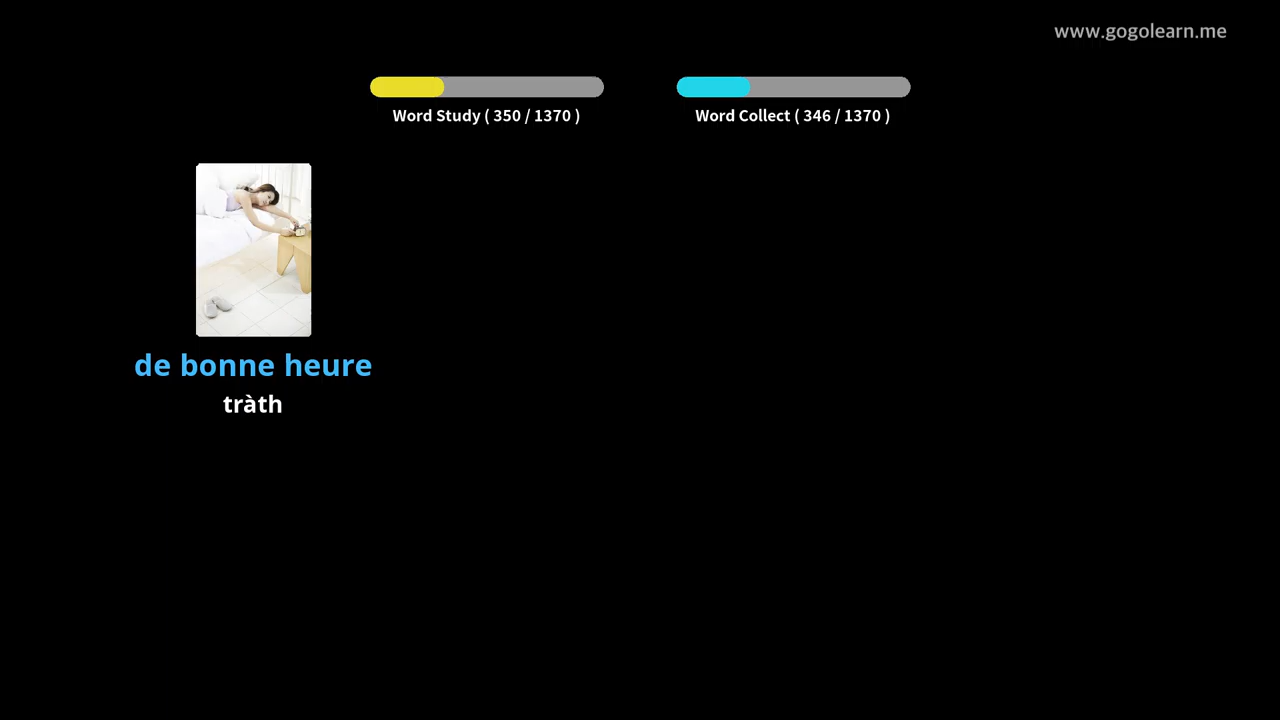 www.gogolearn.me
Word Study ( 350 / 1370 )
Word Collect ( 346 / 1370 )
de bonne heure
tràth